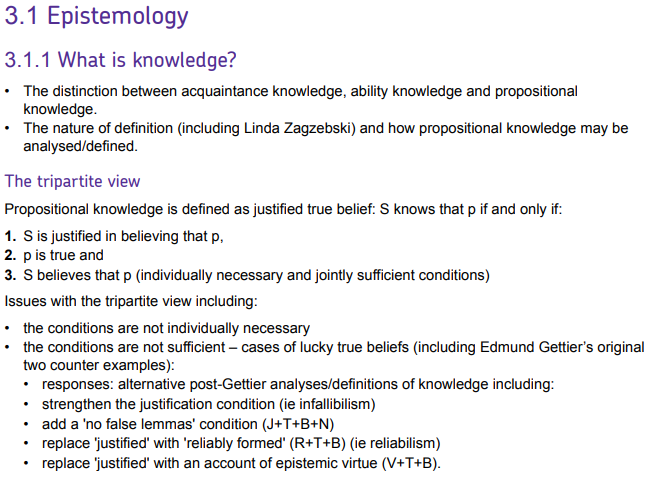 3.1 Epistemology
3.1.1 What is knowledge?
• The distinction between acquaintance knowledge, ability knowledge and propositional
knowledge.
• The nature of definition (including Linda Zagzebski) and how propositional knowledge may be
analysed/defined.
The tripartite view
Propositional knowledge is defined as justified true belief: S knows that p if and only if:
1. S is justified in believing that p,
2. p is true and
3. S believes that p (individually necessary and jointly sufficient conditions)
Issues with the tripartite view including:
• the conditions are not individually necessary
• the conditions are not sufficient – cases of lucky true beliefs (including Edmund Gettier's original
two counter examples):
• responses: alternative post-Gettier analyses/definitions of knowledge including:
• strengthen the justification condition (ie infallibilism)
• add a 'no false lemmas' condition (J+T+B+N)
• replace 'justified' with 'reliably formed' (R+T+B) (ie reliabilism)
• replace 'justified' with an account of epistemic virtue (V+T+B).